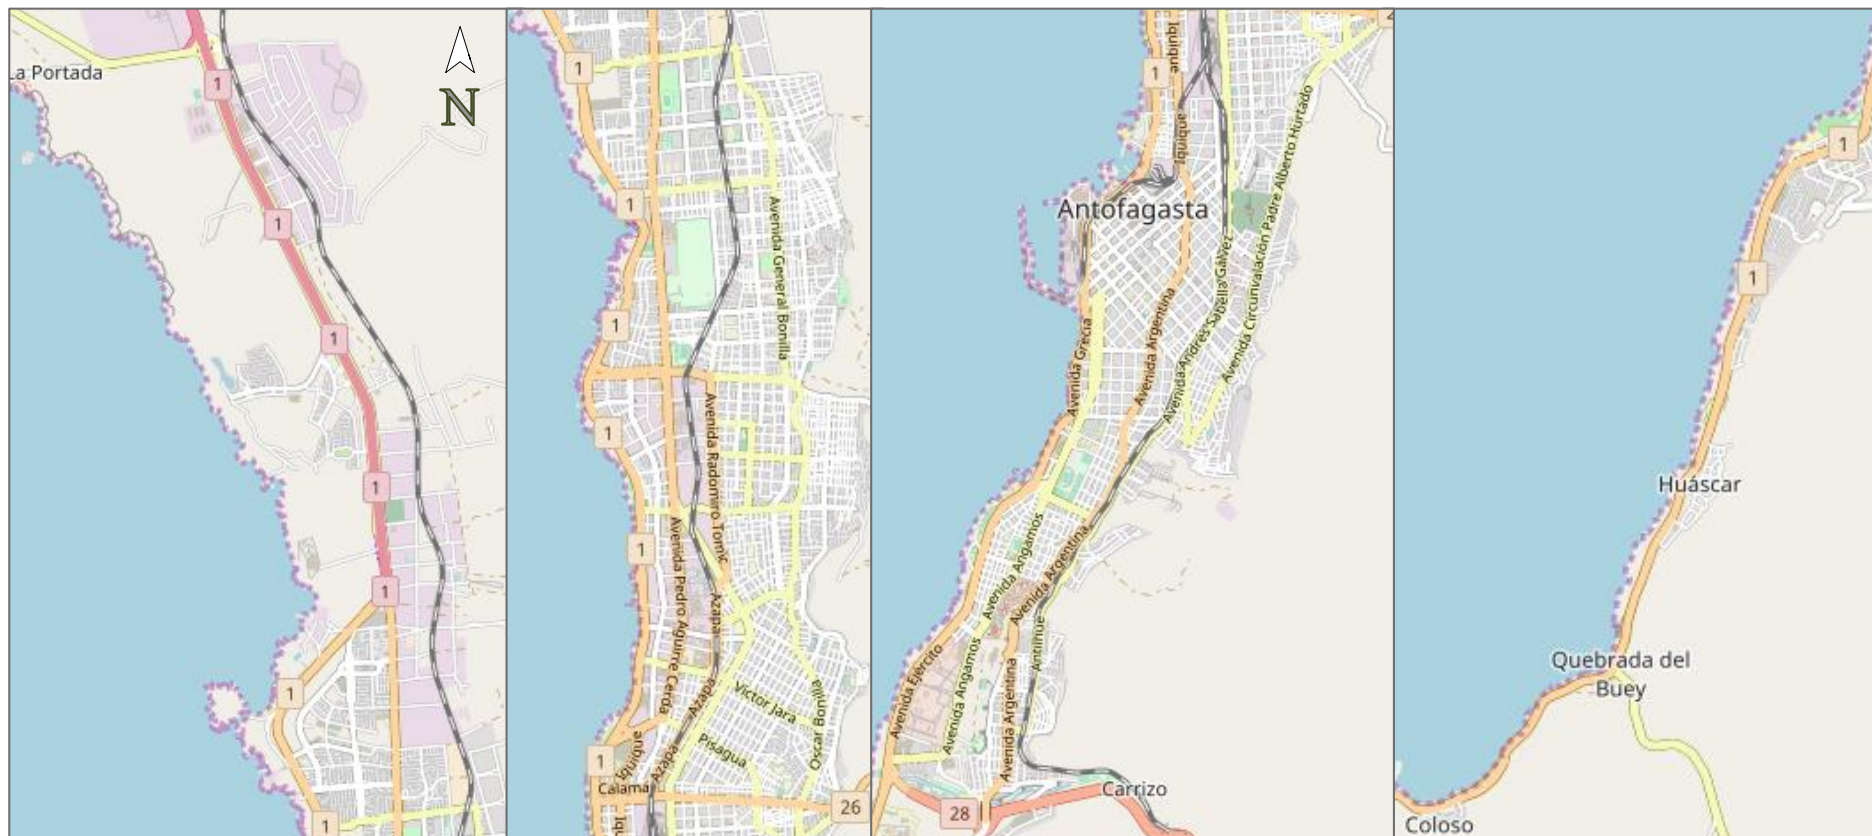 La Portada
1
N
1
1
1
1
1
1
1
1
1
1
1
1
1
Avenida General Bonilla
Avenida Radomiro Tomic
Avenida Pedro Aguirre Cerda
Azapa
Azapa
Azapa
Victor Jara
Oscar Bonilla
Pisagua
Iquique
Calama
26
Iqu
1
Iquique
Iquique
Antofagasta
Avenida Circunvalación Padre Alberto Hurtado
Avenida Andrés Sabella Gálvez
Avenida Argentina
Avenida Grecia
Avenida Angamos
Avenida Argentina
Avenida Ejército
Avenida Angamos
Avenida Argentina
Antilhue
Carrizo
28
1
1
Huáscar
Quebrada del
Buey
Coloso